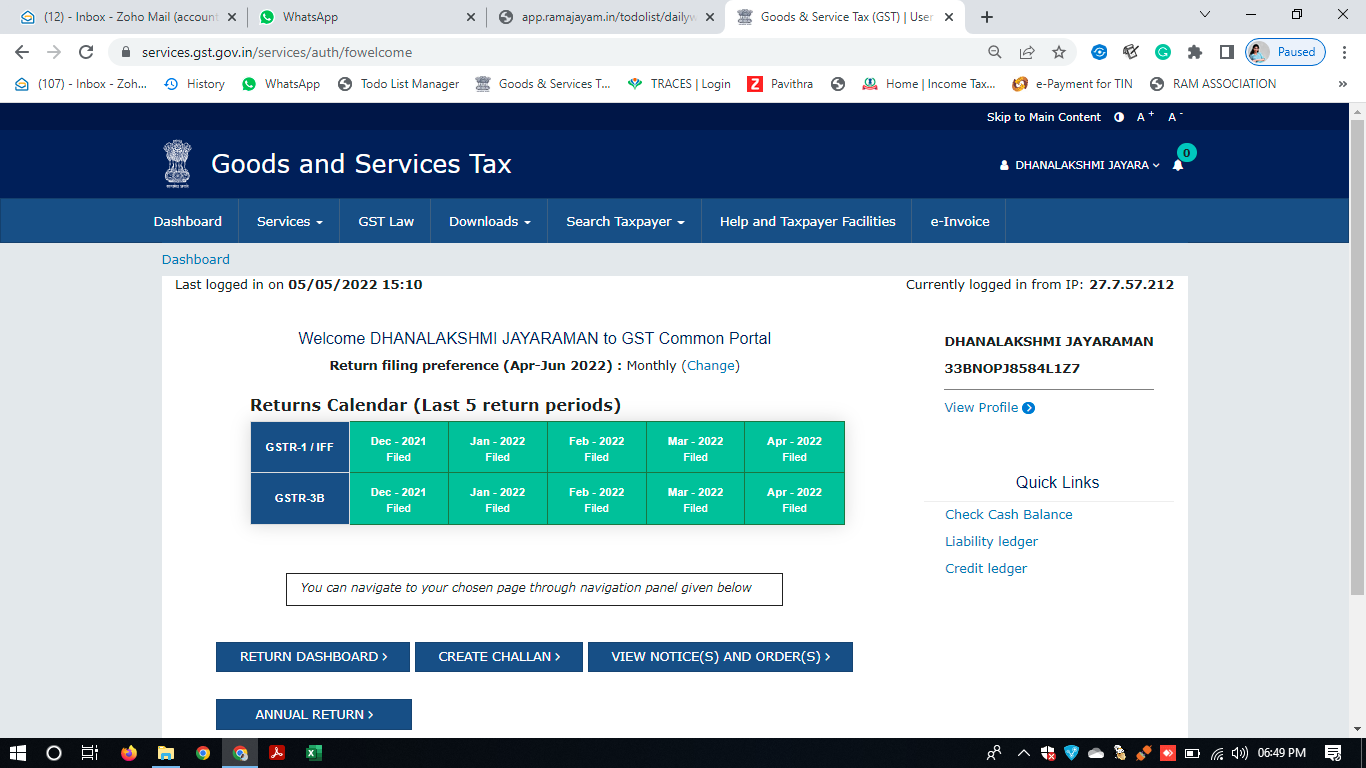 (12) - Inbox - Zoho Mail (account
WhatsApp
app.ramajayam.in/todolist/dailyw
Goods & Service Tax (GST) | User
services.gst.gov.in/services/auth/fowelcome
Paused
(107) - Inbox - Zoh...
History
WhatsApp
Todo List Manager
Goods & Services T...
TRACES | Login
Z Pavithra
Home | Income Tax...
e-Payment for TIN
RAM ASSOCIATION
»
Skip to Main Content
A +
A -
Goods and Services Tax
DHANALAKSHMI JAYARA
0
Dashboard
Services
GST Law
Downloads
Search Taxpayer
Help and Taxpayer Facilities
e-Invoice
Dashboard
Last logged in on 05/05/2022 15:10
Currently logged in from IP: 27.7.57.212
Welcome DHANALAKSHMI JAYARAMAN to GST Common Portal
Return filing preference (Apr-Jun 2022) : Monthly (Change)
DHANALAKSHMI JAYARAMAN
33BNOPJ8584L1Z7
View Profile
Returns Calendar (Last 5 return periods)
GSTR-1 / IFF
Dec - 2021
Filed
Jan - 2022
Filed
Feb - 2022
Filed
Mar - 2022
Filed
Apr - 2022
Filed
GSTR-3B
Dec - 2021
Filed
Jan - 2022
Filed
Feb - 2022
Filed
Mar - 2022
Filed
Apr - 2022
Filed
Quick Links
Check Cash Balance
Liability ledger
Credit ledger
You can navigate to your chosen page through navigation panel given below
RETURN DASHBOARD >
CREATE CHALLAN >
VIEW NOTICE(S) AND ORDER(S) >
ANNUAL RETURN >
06:49 PM